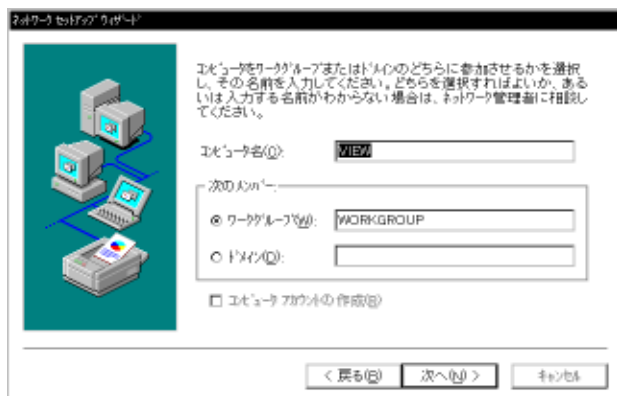 ﾈｯﾄﾜｰｸ ｾｯﾄｱｯﾌﾟ ｳｨｻﾞｰﾄﾞ
ｺﾝﾋﾟｭｰﾀをﾜｰｸｸﾞﾙｰﾌﾟまたはﾄﾞﾒｲﾝのどちらに参加させるかを選択
し、その名前を入力してください。どちらを選択すればよいか、ある
いは入力する名前がわからない場合は、ﾈｯﾄﾜｰｸ管理者に相談し
てください。
ｺﾝﾋﾟｭｰﾀ名(C):
VIEW
次のﾒﾝﾊﾞｰ:
ﾜｰｸｸﾞﾙｰﾌﾟ(W):
WORKGROUP
ﾄﾞﾒｲﾝ(D):
ｺﾝﾋﾟｭｰﾀ ｱｶｳﾝﾄの作成(R)
< 戻る(B)
次へ(N) >
ｷｬﾝｾﾙ